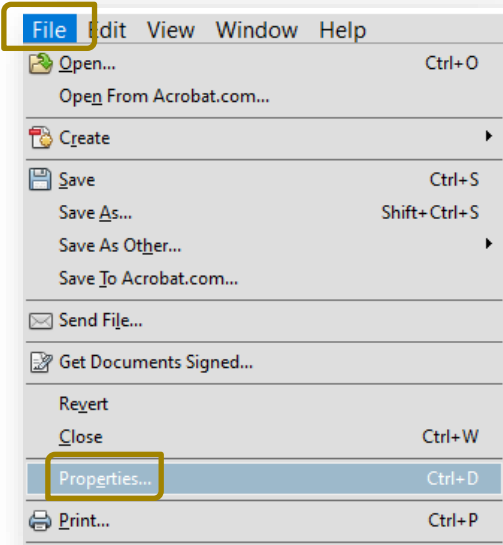 File Edit View Window Help
Open... Ctrl+O
Open From Acrobat.com...
Create
Save Ctrl+S
Save As... Shift+Ctrl+S
Save As Other...
Save To Acrobat.com...
Send File...
Get Documents Signed...
Revert
Close Ctrl+W
Properties... Ctrl+D
Print... Ctrl+P